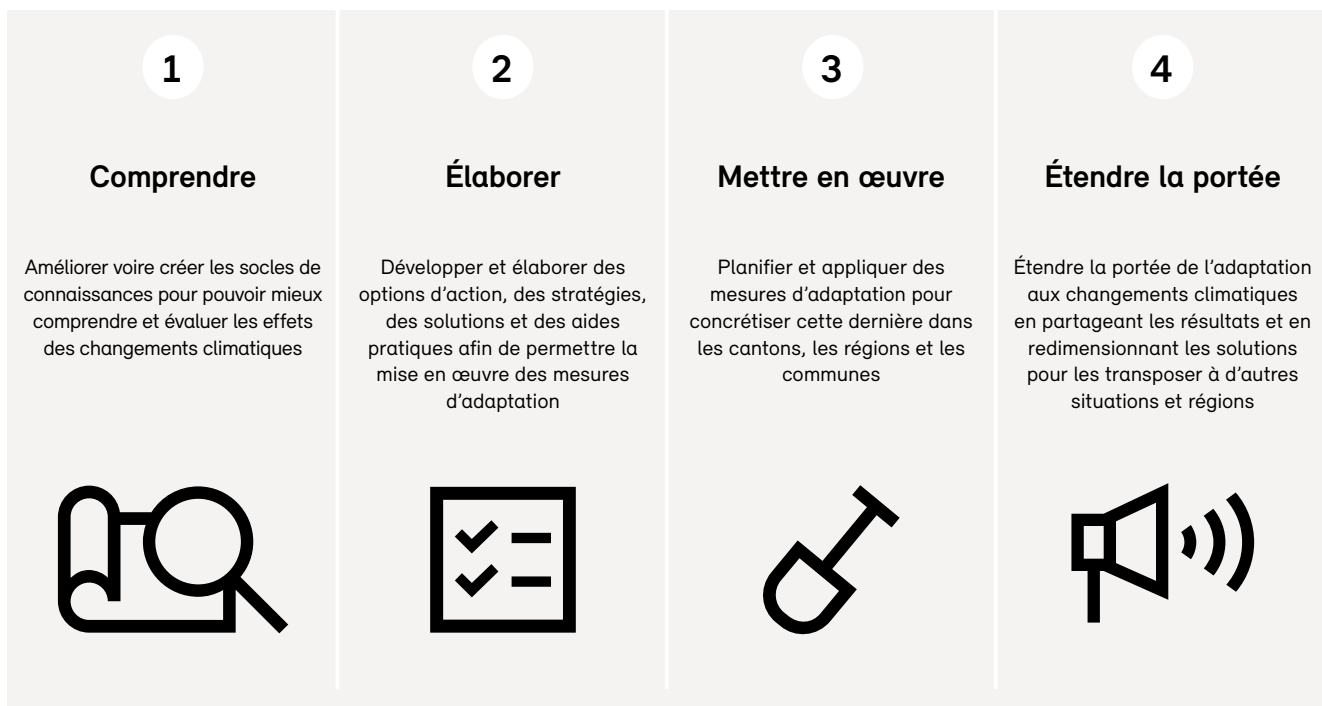 1
Comprendre
Améliorer voire créer les socles de
connaissances pour pouvoir mieux
comprendre et évaluer les effets
des changements climatiques
2
Élaborer
Développer et élaborer des
options d’action, des stratégies,
des solutions et des aides
pratiques afin de permettre la
mise en œuvre des mesures
d’adaptation
3
Mettre en œuvre
Planifier et appliquer des
mesures d’adaptation pour
concrétiser cette dernière dans
les cantons, les régions et les
communes
4
Étendre la portée
Étendre la portée de l’adaptation
aux changements climatiques
en partageant les résultats et en
redimensionnant les solutions
pour les transposer à d’autres
situations et régions